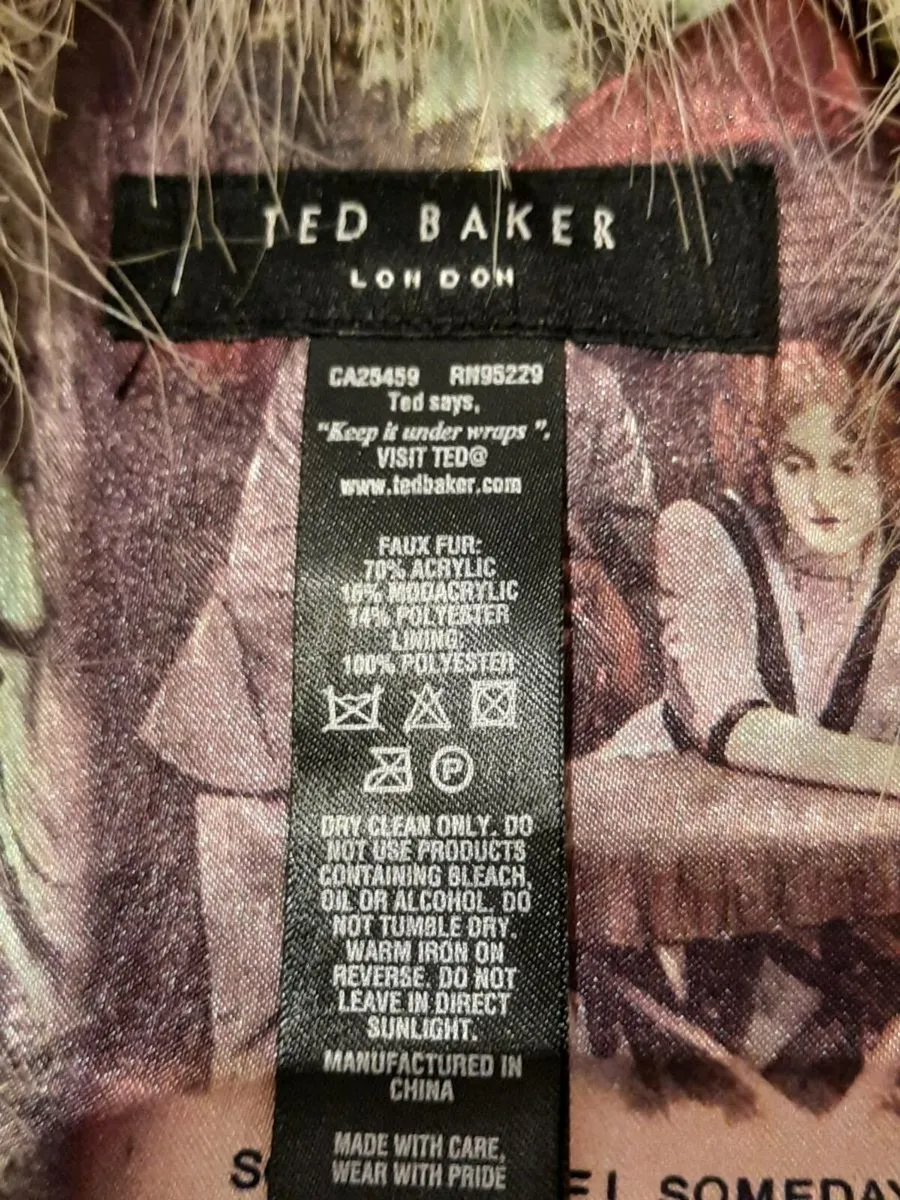 TED BAKER
LONDON
CA25459 RN95229
Ted says,
"Keep it under wraps ".
VISIT TED@
www.tedbaker.com
FAUX FUR:
70% ACRYLIC
16% MODACRYLIC
14% POLYESTER
LINING:
100% POLYESTER
P
DRY CLEAN ONLY. DO
NOT USE PRODUCTS
CONTAINING BLEACH,
OIL OR ALCOHOL. DO
NOT TUMBLE DRY.
WARM IRON ON
REVERSE. DO NOT
LEAVE IN DIRECT
SUNLIGHT.
MANUFACTURED IN
CHINA
MADE WITH CARE,
WEAR WITH PRIDE
SOMEDAY